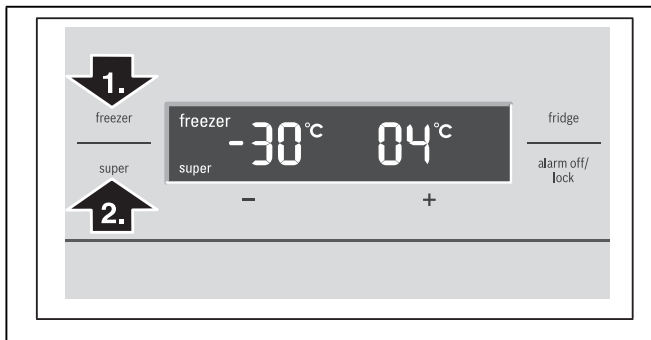 1.
freezer
super
2.
freezer
-30°C 04°C
super
- +
fridge
alarm off/
lock